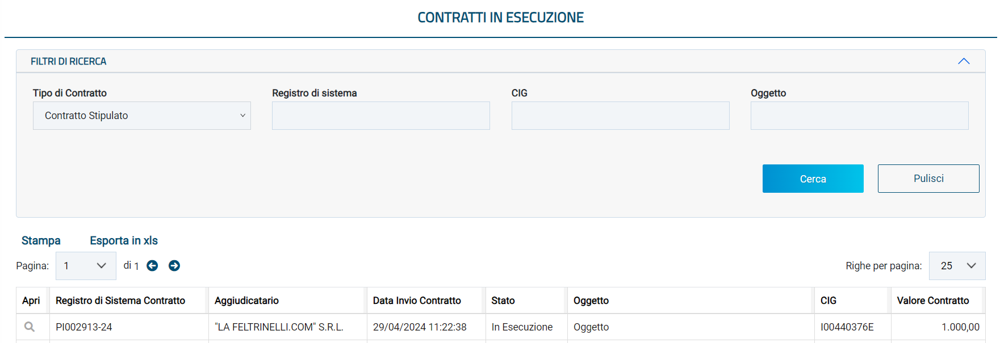 CONTRATTI IN ESECUZIONE
FILTRI DI RICERCA
Tipo di Contratto Registro di sistema CIG Oggetto
Contratto Stipulato
Cerca Pulisci
Stampa Esporta in xls
Pagina: 1 di 1 Righe per pagina: 25
Apri Registro di Sistema Contratto Aggiudicatario Data Invio Contratto Stato Oggetto CIG Valore Contratto
PI002913-24 "LA FELTRINELLI.COM" S.R.L. 29/04/2024 11:22:38 In Esecuzione Oggetto I00440376E 1.000,00